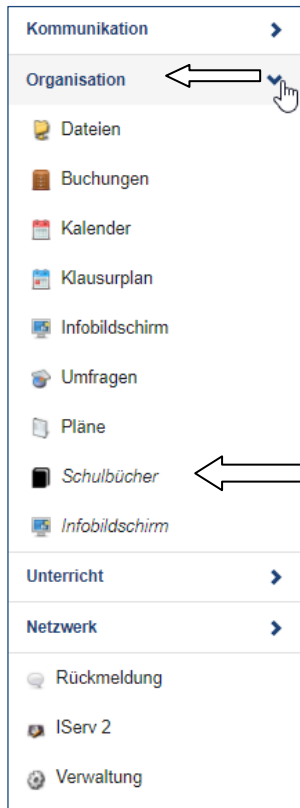 Kommunikation
Organisation
Dateien
Buchungen
Kalender
Klausurplan
Infobildschirm
Umfragen
Pläne
Schulbücher
Infobildschirm
Unterricht
Netzwerk
Rückmeldung
IServ 2
Verwaltung